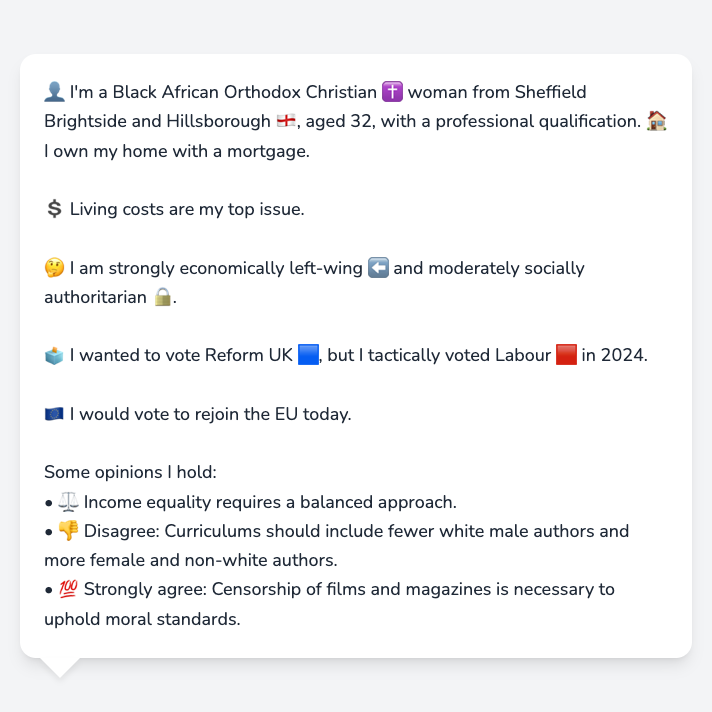 👤 I'm a Black African Orthodox Christian ✝️ woman from Sheffield
Brightside and Hillsborough 🏴󠁧󠁢󠁥󠁮󠁧󠁿, aged 32, with a professional qualification. 🏠
I own my home with a mortgage.
💲 Living costs are my top issue.
🤔 I am strongly economically left-wing ⬅️ and moderately socially
authoritarian 🔒.
🗳️ I wanted to vote Reform UK 🟦, but I tactically voted Labour 🟥 in 2024.
🇪🇺 I would vote to rejoin the EU today.
Some opinions I hold:
• ⚖️ Income equality requires a balanced approach.
• 👎 Disagree: Curriculums should include fewer white male authors and
more female and non-white authors.
• 💯 Strongly agree: Censorship of films and magazines is necessary to
uphold moral standards.